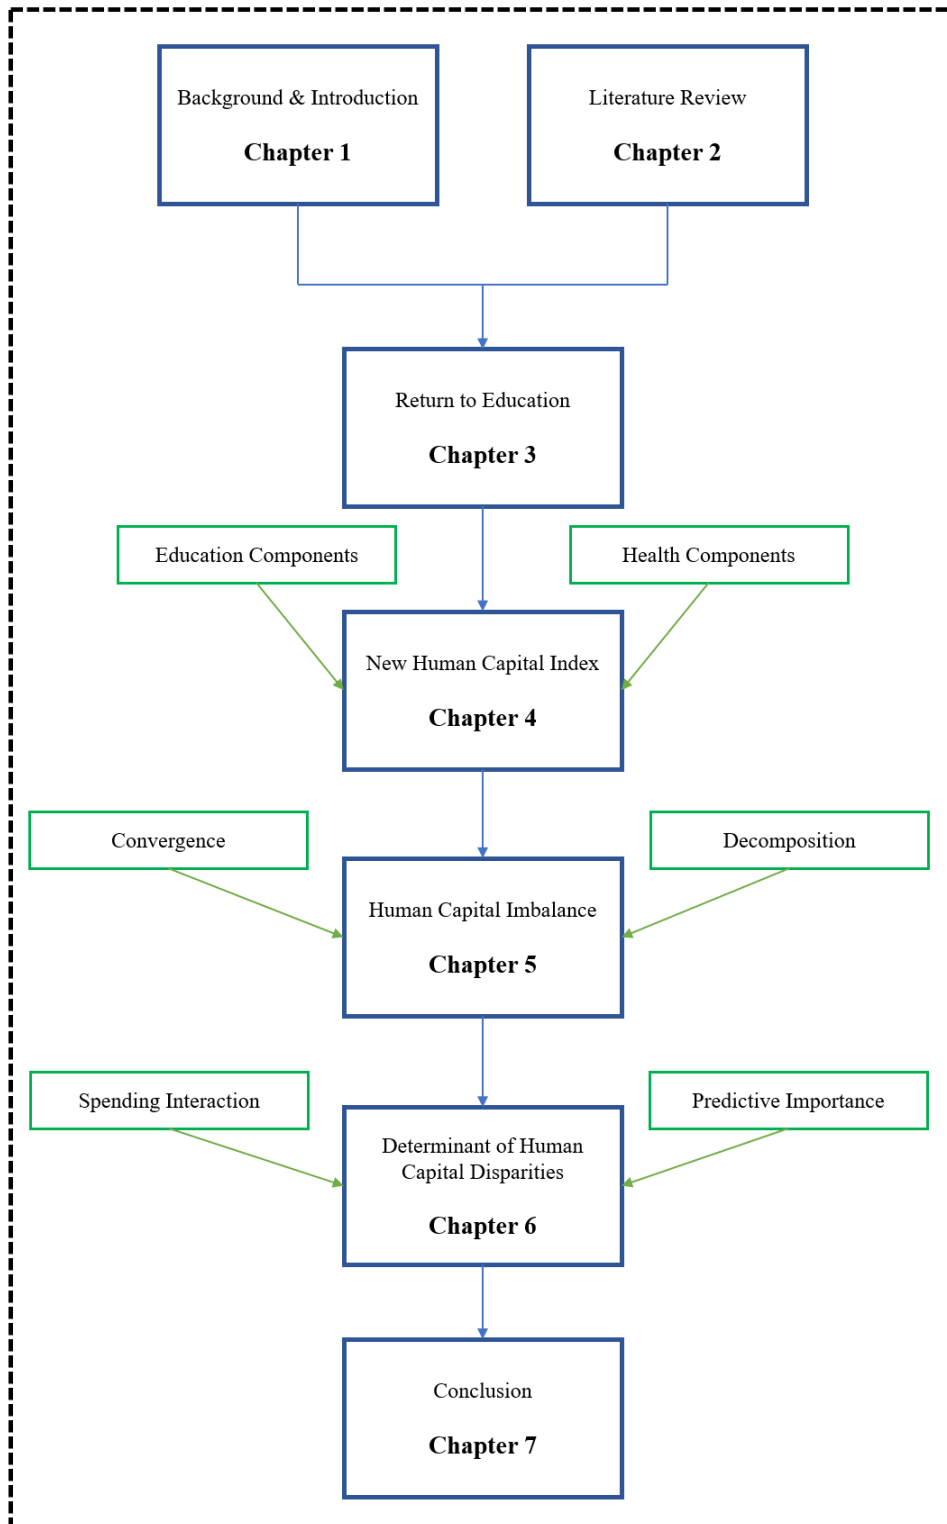 Background & Introduction
Chapter 1
Literature Review
Chapter 2
Return to Education
Chapter 3
Education Components
Health Components
New Human Capital Index
Chapter 4
Convergence
Decomposition
Human Capital Imbalance
Chapter 5
Spending Interaction
Predictive Importance
Determinant of Human
Capital Disparities
Chapter 6
Conclusion
Chapter 7